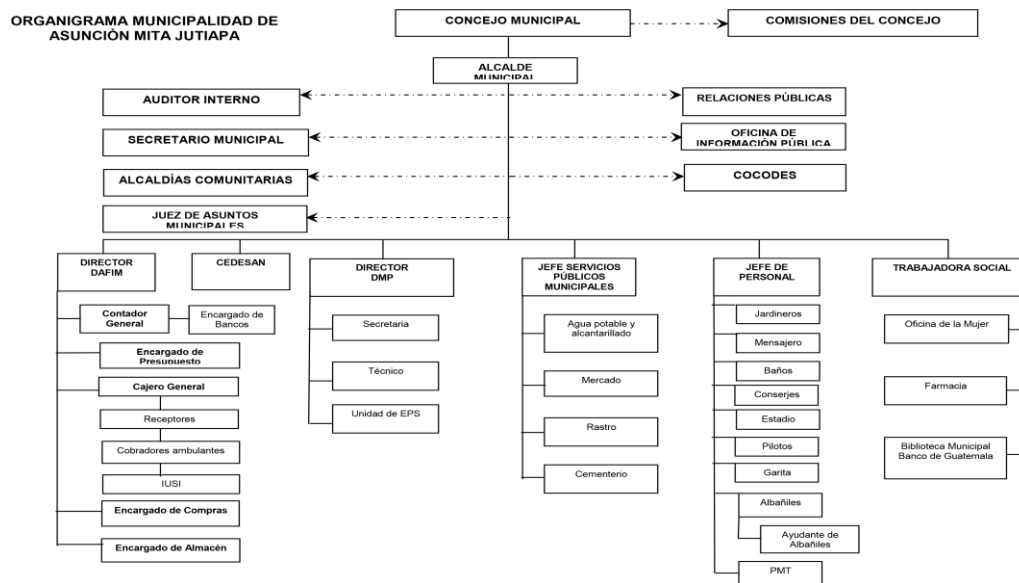 ORGANIGRAMA MUNICIPALIDAD DE
ASUNCIÒN MITA JUTIAPA
CONCEJO MUNICIPAL
COMISIONES DEL CONCEJO
ALCALDE
MUNICIPAL
AUDITOR INTERNO
RELACIONES PÚBLICAS
SECRETARIO MUNICIPAL
OFICINA DE
INFORMACIÓN PÚBLICA
ALCALDÍAS COMUNITARIAS
COCODES
JUEZ DE ASUNTOS
MUNICIPALES
DIRECTOR
DAFIM
Contador
General
Encargado de
Bancos
Encargado de
Presupuesto
Cajero General
Receptores
Cobradores ambulantes
IUSI
Encargado de Compras
Encargado de Almacén
CEDESAN
DIRECTOR
DMP
Secretaria
Técnico
Unidad de EPS
JEFE SERVICIOS
PÚBLICOS
MUNICIPALES
Agua potable y
alcantarillado
Mercado
Rastro
Cementerio
JEFE DE
PERSONAL
Jardineros
Mensajero
Baños
Conserjes
Estadio
Pilotos
Garita
Albañiles
Ayudante de
Albañiles
PMT
TRABAJADORA SOCIAL
Oficina de la Mujer
Farmacia
Biblioteca Municipal
Banco de Guatemala